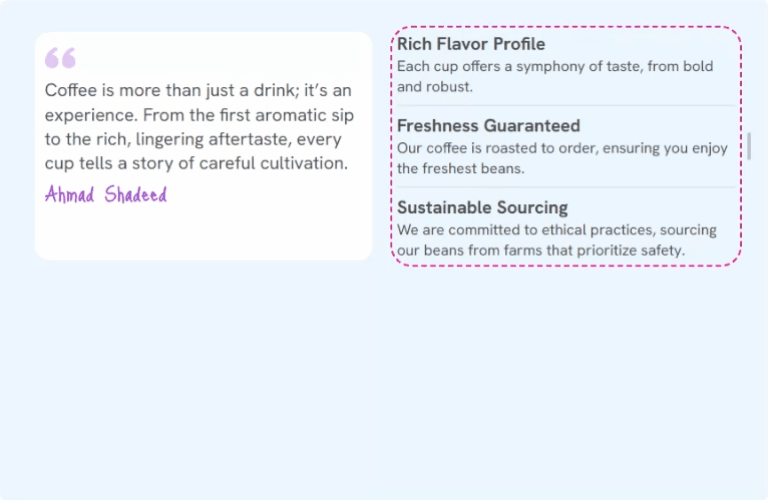 “
Coffee is more than just a drink; it’s an
experience. From the first aromatic sip
to the rich, lingering aftertaste, every
cup tells a story of careful cultivation.
Ahmad Shadeed
Rich Flavor Profile
Each cup offers a symphony of taste, from bold
and robust.
Freshness Guaranteed
Our coffee is roasted to order, ensuring you enjoy
the freshest beans.
Sustainable Sourcing
We are committed to ethical practices, sourcing
our beans from farms that prioritize safety.